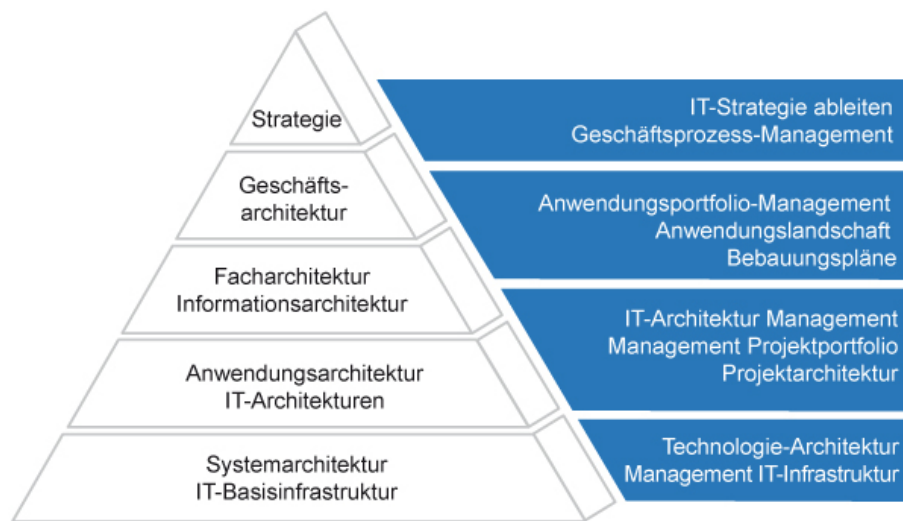 Strategie
Geschäfts-
architektur
Facharchitektur
Informationsarchitektur
Anwendungsarchitektur
IT-Architekturen
Systemarchitektur
IT-Basisinfrastruktur
IT-Strategie ableiten
Geschäftsprozess-Management
Anwendungsportfolio-Management
Anwendungslandschaft
Bebauungspläne
IT-Architektur Management
Management Projektportfolio
Projektarchitektur
Technologie-Architektur
Management IT-Infrastruktur